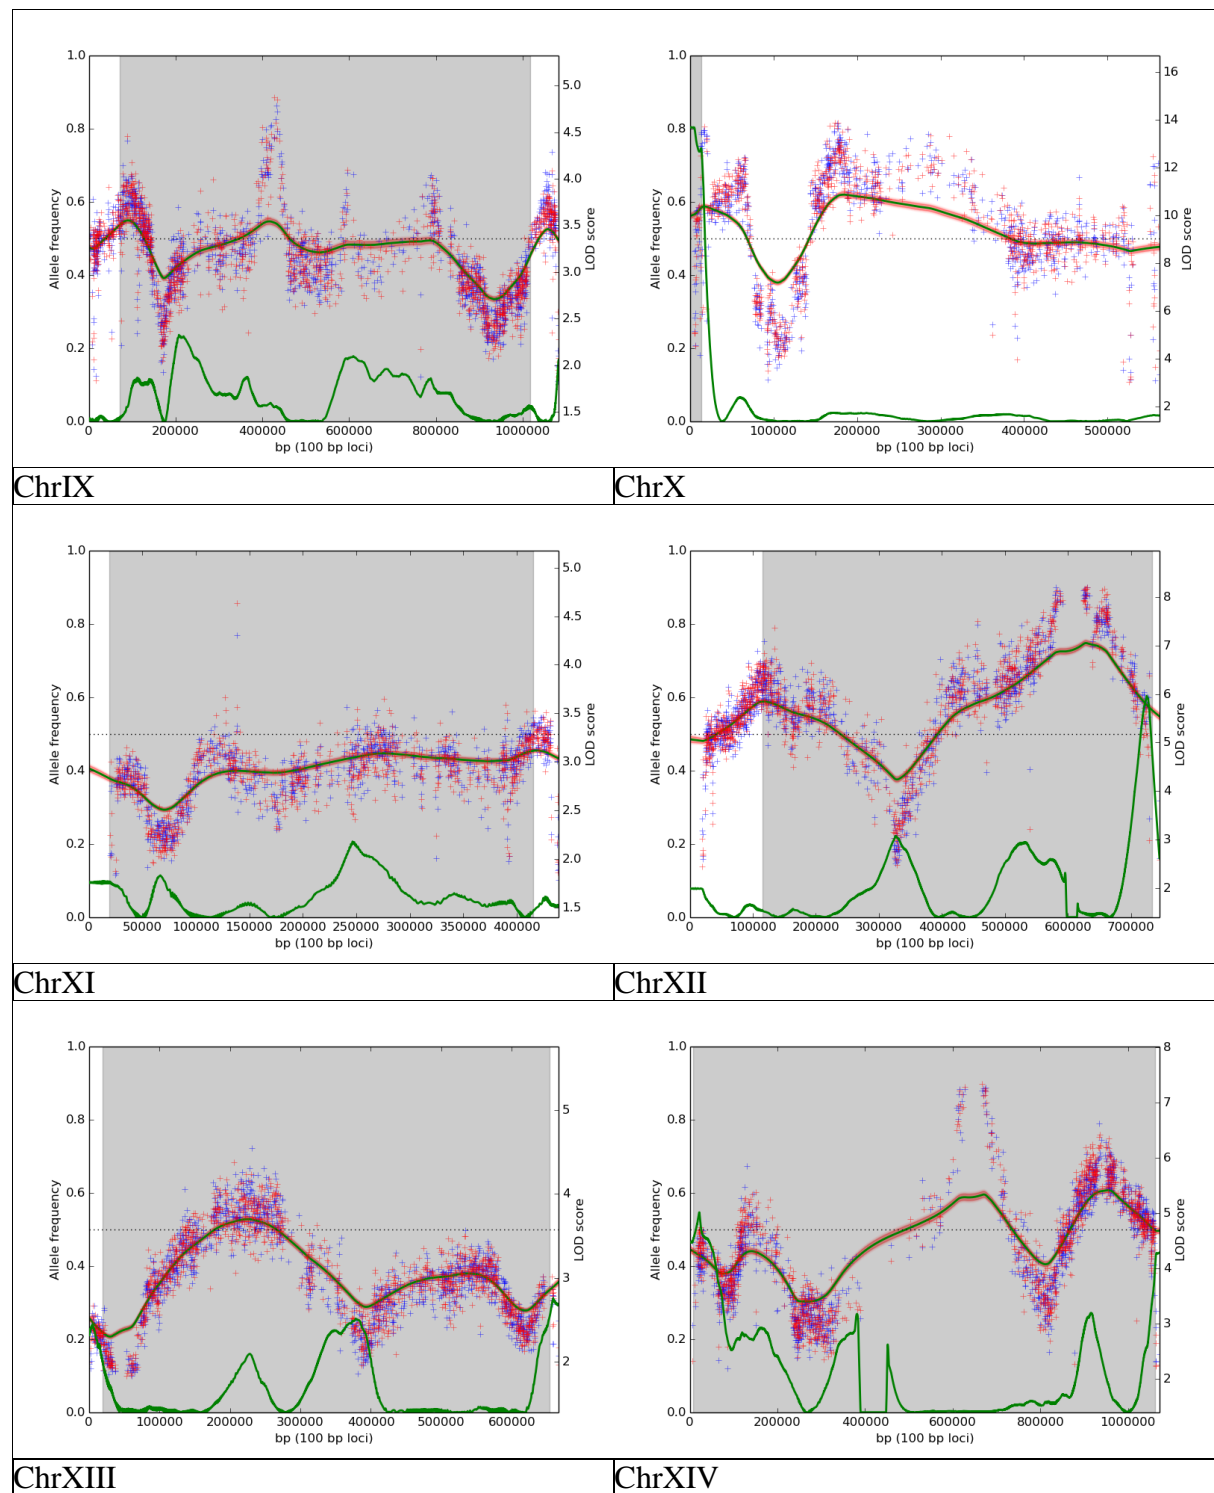 1.0
0.8
0.6
0.4
0.2
0.0
Allele frequency
0 200000 400000 600000 800000 1000000
bp (100 bp loci)
5.0
4.5
4.0
3.5
3.0
2.5
2.0
1.5
LOD score
1.0
0.8
0.6
0.4
0.2
0.0
Allele frequency
0 100000 200000 300000 400000 500000
bp (100 bp loci)
16
14
12
10
8
6
4
2
LOD score
ChrIX
ChrX
1.0
0.8
0.6
0.4
0.2
0.0
Allele frequency
0 50000 100000 150000 200000 250000 300000 350000 400000
bp (100 bp loci)
5.0
4.5
4.0
3.5
3.0
2.5
2.0
1.5
LOD score
1.0
0.8
0.6
0.4
0.2
0.0
Allele frequency
0 100000 200000 300000 400000 500000 600000 700000
bp (100 bp loci)
8
7
6
5
4
3
2
LOD score
ChrXI
ChrXII
1.0
0.8
0.6
0.4
0.2
0.0
Allele frequency
0 100000 200000 300000 400000 500000 600000
bp (100 bp loci)
5
4
3
2
LOD score
1.0
0.8
0.6
0.4
0.2
0.0
Allele frequency
0 200000 400000 600000 800000 1000000
bp (100 bp loci)
8
7
6
5
4
3
2
LOD score
ChrXIII
ChrXIV